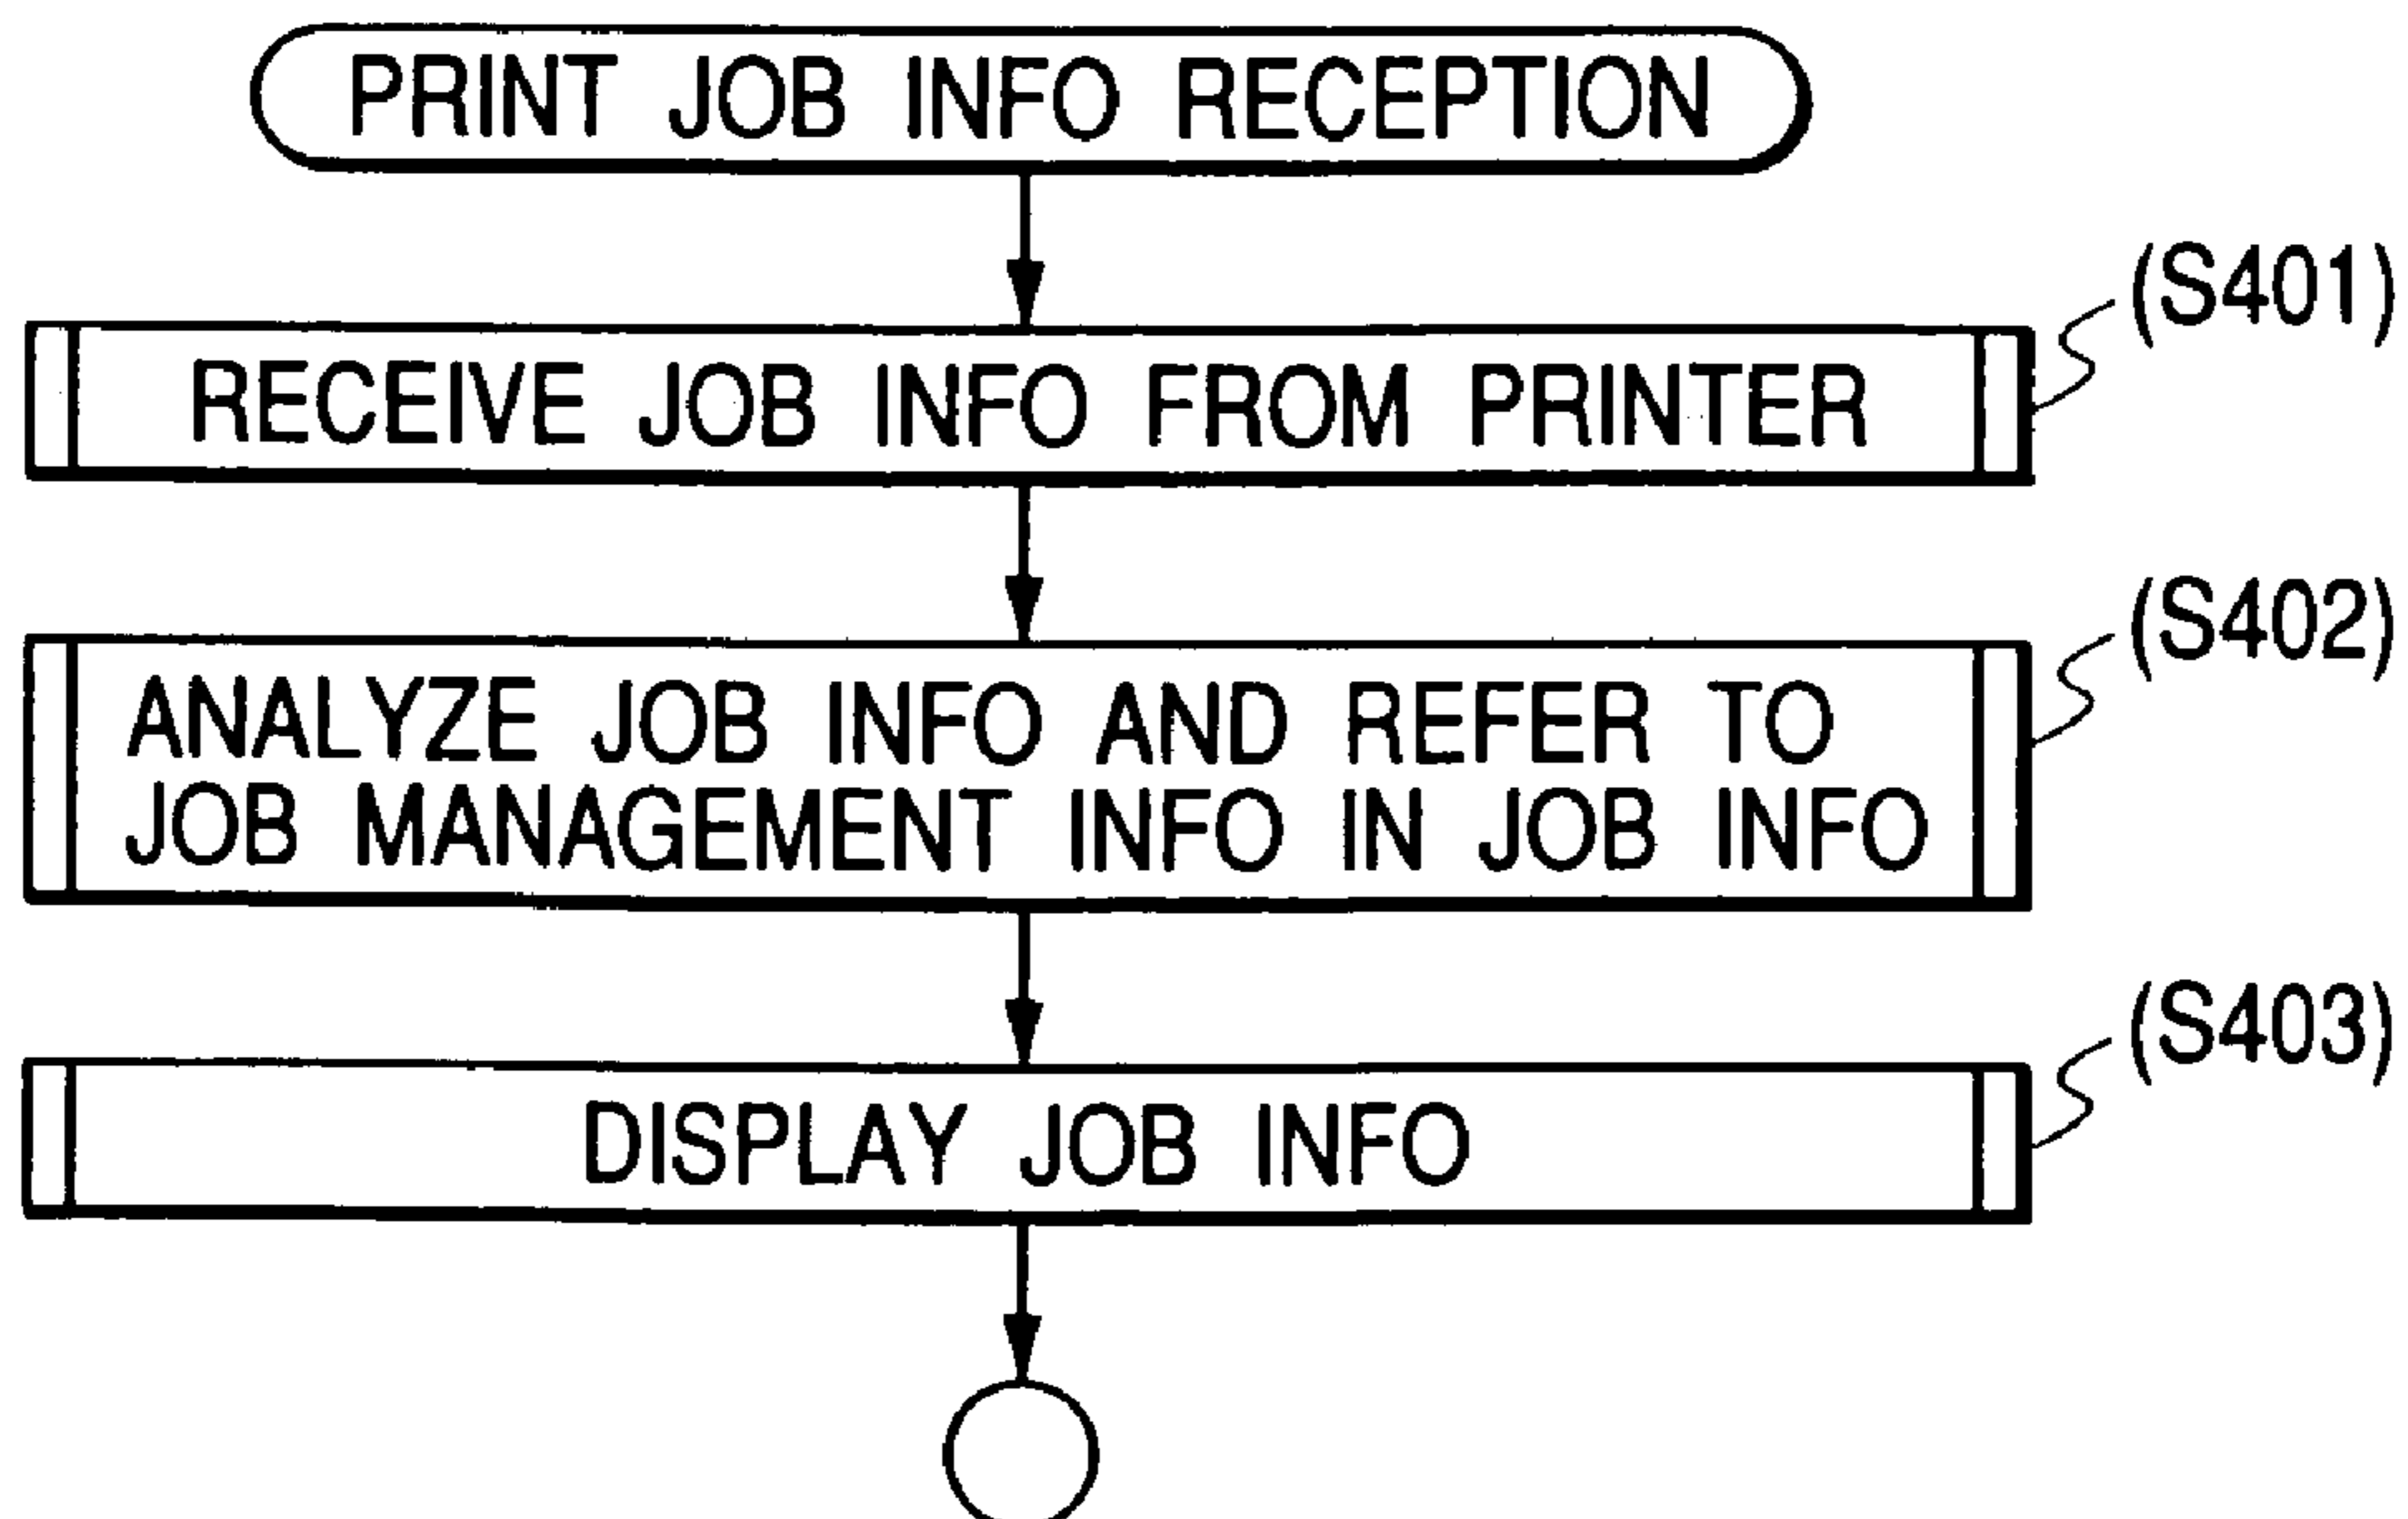 PRINT JOB INFO RECEPTION
(S401)
RECEIVE JOB INFO FROM PRINTER
(S402)
ANALYZE JOB INFO AND REFER TO
JOB MANAGEMENT INFO IN JOB INFO
(S403)
DISPLAY JOB INFO